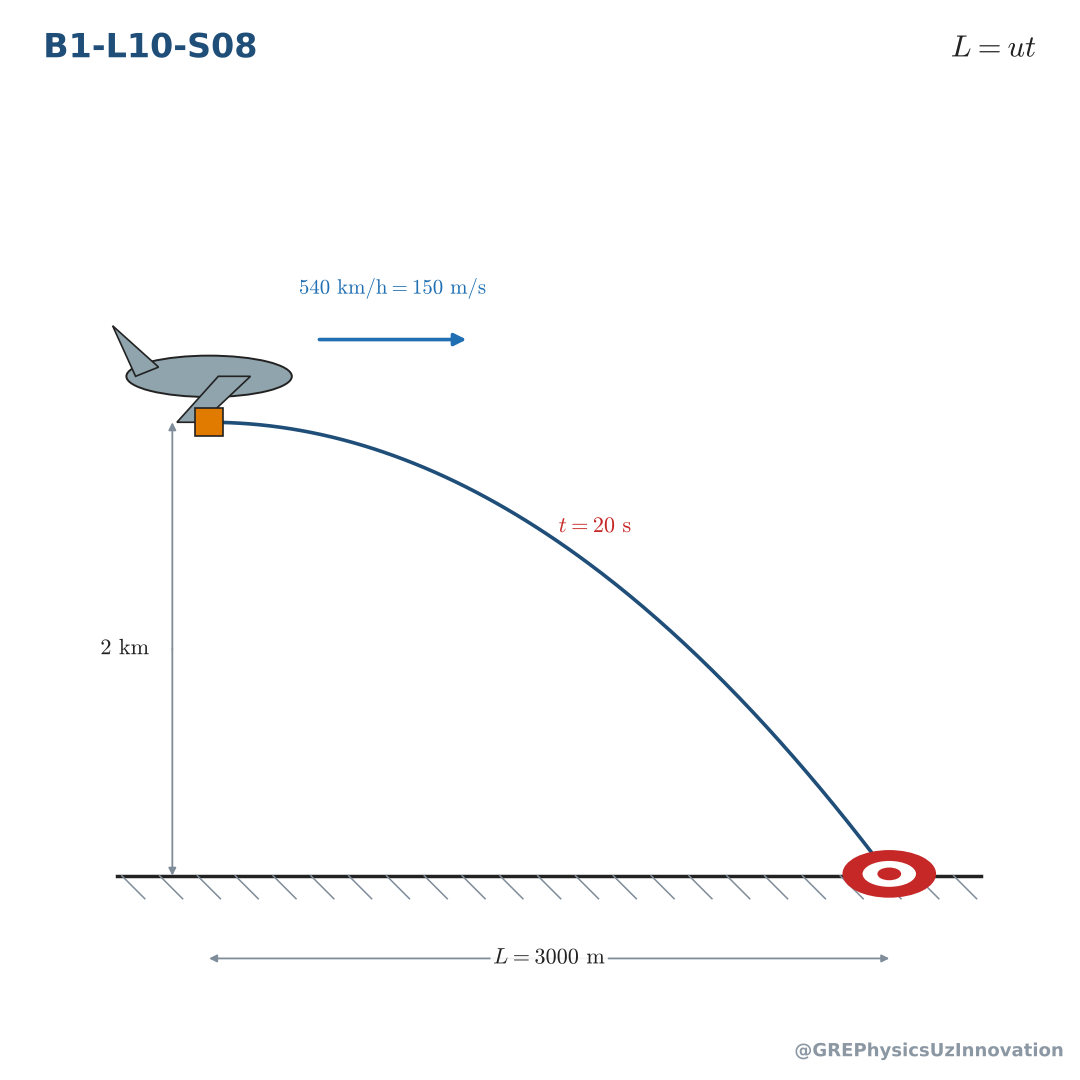 B1-L10-S08
L = ut
540 km/h = 150 m/s
t = 20 s
2 km
L = 3000 m
@GREPhysicsUzInnovation